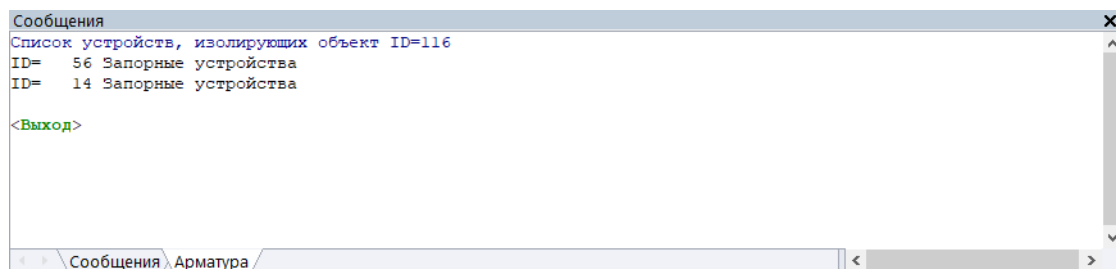 Сообщения
Список устройств, изолирующих объект ID=116
ID=   56 Запорные устройства
ID=   14 Запорные устройства
<Выход>
Сообщения Арматура